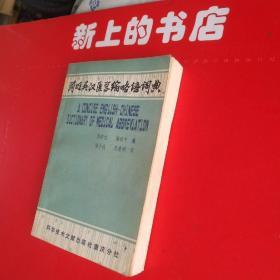 新上的书店
简明英汉医学缩略语词典
A CONCISE ENGLISH-CHINESE
DICTIONARY OF MEDICAL ABBREVIATION
科学技术文献出版社重庆分社